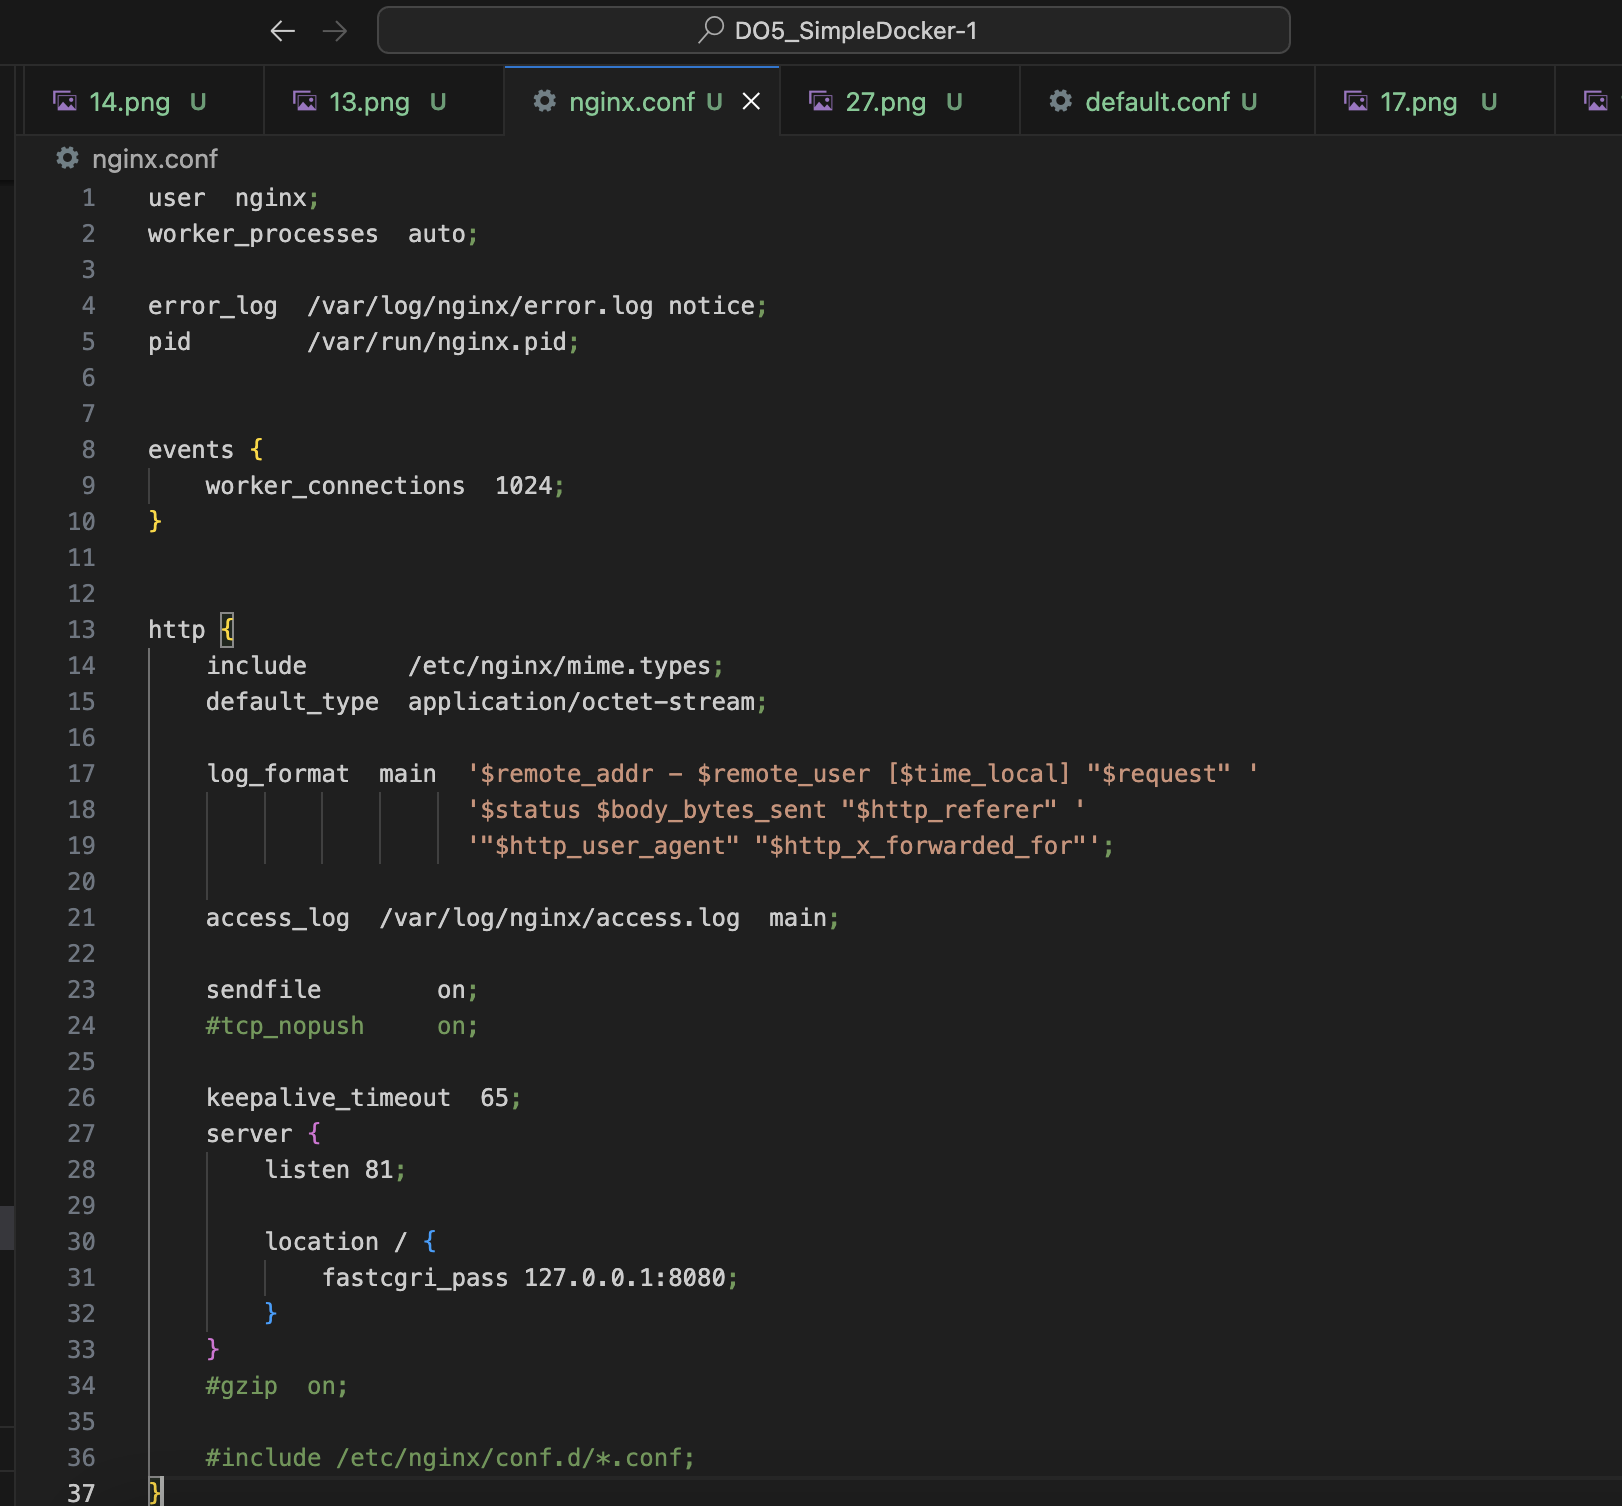 DO5_SimpleDocker-1
14.png U 13.png U nginx.conf U 27.png U default.conf U 17.png U
nginx.conf
1 user  nginx;
2 worker_processes  auto;
3
4 error_log  /var/log/nginx/error.log notice;
5 pid        /var/run/nginx.pid;
6
7
8 events {
9     worker_connections  1024;
10 }
11
12
13 http {
14     include       /etc/nginx/mime.types;
15     default_type  application/octet-stream;
16
17     log_format  main  '$remote_addr - $remote_user [$time_local] "$request" '
18                       '$status $body_bytes_sent "$http_referer" '
19                       '"$http_user_agent" "$http_x_forwarded_for"';
20
21     access_log  /var/log/nginx/access.log  main;
22
23     sendfile        on;
24     #tcp_nopush     on;
25
26     keepalive_timeout  65;
27     server {
28         listen 81;
29
30         location / {
31             fastcgri_pass 127.0.0.1:8080;
32         }
33     }
34     #gzip  on;
35
36     #include /etc/nginx/conf.d/*.conf;
37 }